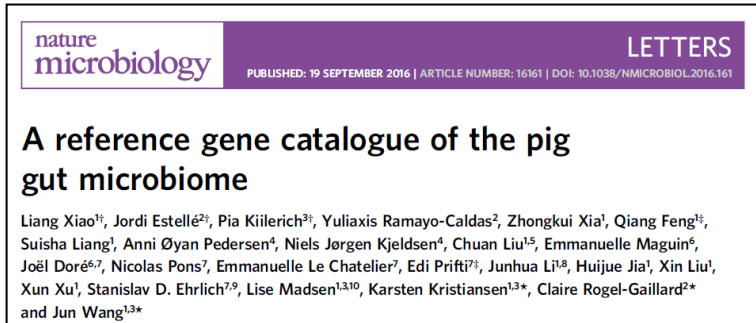 nature
microbiology
LETTERS
PUBLISHED: 19 SEPTEMBER 2016 | ARTICLE NUMBER: 16161 | DOI: 10.1038/NMICROBIOL.2016.161
A reference gene catalogue of the pig
gut microbiome
Liang Xiao1†, Jordi Estellé2†, Pia Kiilerich3†, Yuliaxis Ramayo-Caldas2, Zhongkui Xia1, Qiang Feng1‡,
Suisha Liang1, Anni Øyan Pedersen4, Niels Jørgen Kjeldsen4, Chuan Liu1,5, Emmanuelle Maguin6,
Joël Doré6,7, Nicolas Pons7, Emmanuelle Le Chatelier7, Edi Prifti7‡, Junhua Li1,8, Huijue Jia1, Xin Liu1,
Xun Xu1, Stanislav D. Ehrlich7,9, Lise Madsen1,3,10, Karsten Kristiansen1,3*, Claire Rogel-Gaillard2*
and Jun Wang1,3*